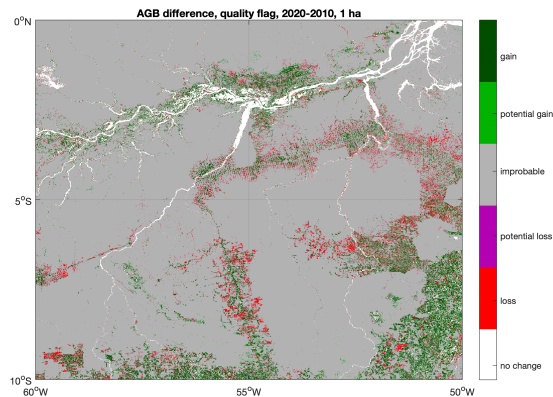 AGB difference, quality flag, 2020-2010, 1 ha
0°N
5°S
10°S
60°W
55°W
50°W
gain
potential gain
improbable
potential loss
loss
no change